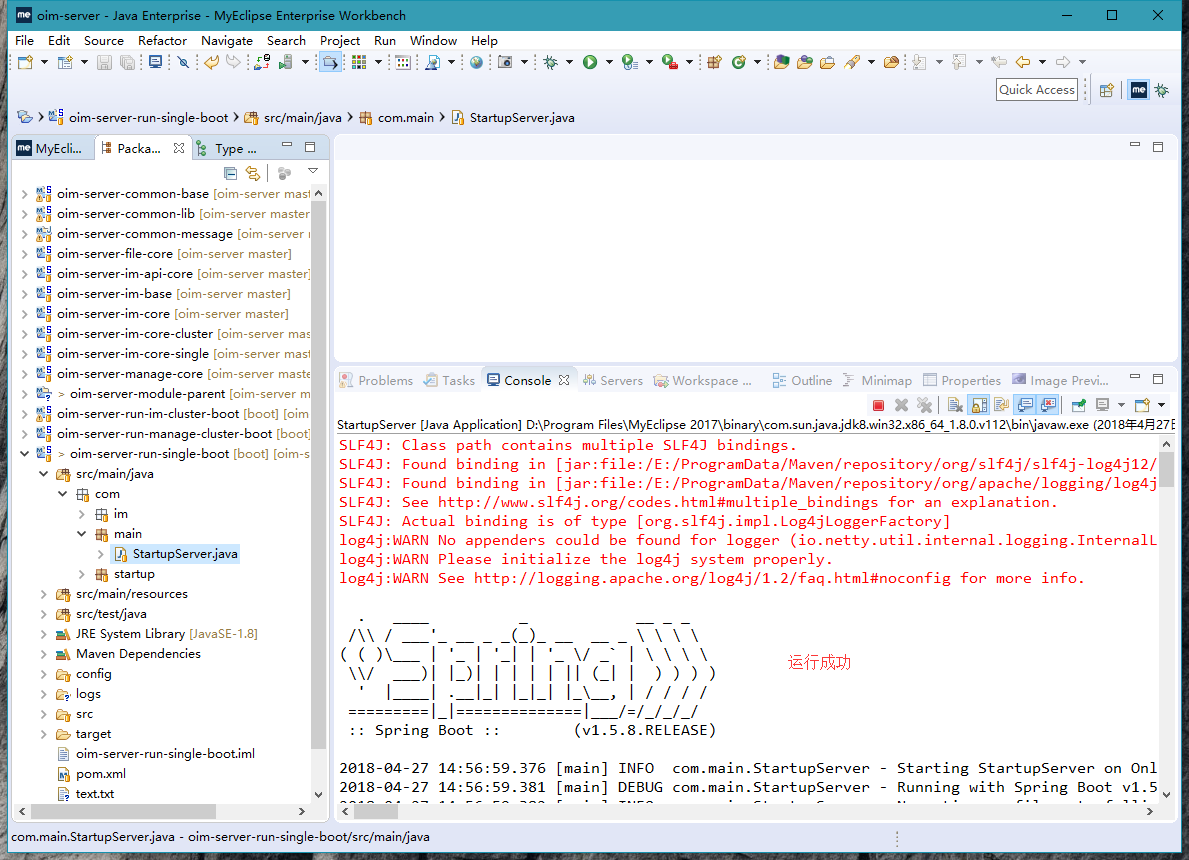 oim-server - Java Enterprise - MyEclipse Enterprise Workbench
File Edit Source Refactor Navigate Search Project Run Window Help
Quick Access
oim-server-run-single-boot src/main/java com.main StartupServer.java
MyEcli... Packa... Type ...
oim-server-common-base [oim-server mast
oim-server-common-lib [oim-server master
oim-server-common-message [oim-server
oim-server-file-core [oim-server master]
oim-server-im-api-core [oim-server master]
oim-server-im-base [oim-server master]
oim-server-im-core [oim-server master]
oim-server-im-core-cluster [oim-server mas
oim-server-im-core-single [oim-server mast
oim-server-manage-core [oim-server maste
> oim-server-module-parent [oim-server
oim-server-run-im-cluster-boot [boot] [oim
oim-server-run-manage-cluster-boot [boot]
> oim-server-run-single-boot [boot] [oim-s
src/main/java
com
im
main
StartupServer.java
startup
src/main/resources
src/test/java
JRE System Library [JavaSE-1.8]
Maven Dependencies
config
logs
src
target
oim-server-run-single-boot.iml
pom.xml
text.txt
Problems Tasks Console Servers Workspace ... Outline Minimap Properties Image Previ...
StartupServer [Java Application] D:\Program Files\MyEclipse 2017\binary\com.sun.java.jdk8.win32.x86_64_1.8.0.v112\bin\javaw.exe (2018年4月27日
SLF4J: Class path contains multiple SLF4J bindings.
SLF4J: Found binding in [jar:file:/E:/ProgramData/Maven/repository/org/slf4j/slf4j-log4j12/
SLF4J: Found binding in [jar:file:/E:/ProgramData/Maven/repository/org/apache/logging/log4j
SLF4J: See http://www.slf4j.org/codes.html#multiple_bindings for an explanation.
SLF4J: Actual binding is of type [org.slf4j.impl.Log4jLoggerFactory]
log4j:WARN No appenders could be found for logger (io.netty.util.internal.logging.InternalL
log4j:WARN Please initialize the log4j system properly.
log4j:WARN See http://logging.apache.org/log4j/1.2/faq.html#noconfig for more info.
运行成功
:: Spring Boot :: (v1.5.8.RELEASE)
2018-04-27 14:56:59.376 [main] INFO com.main.StartupServer - Starting StartupServer on Onl
2018-04-27 14:56:59.381 [main] DEBUG com.main.StartupServer - Running with Spring Boot v1.5
com.main.StartupServer.java - oim-server-run-single-boot/src/main/java